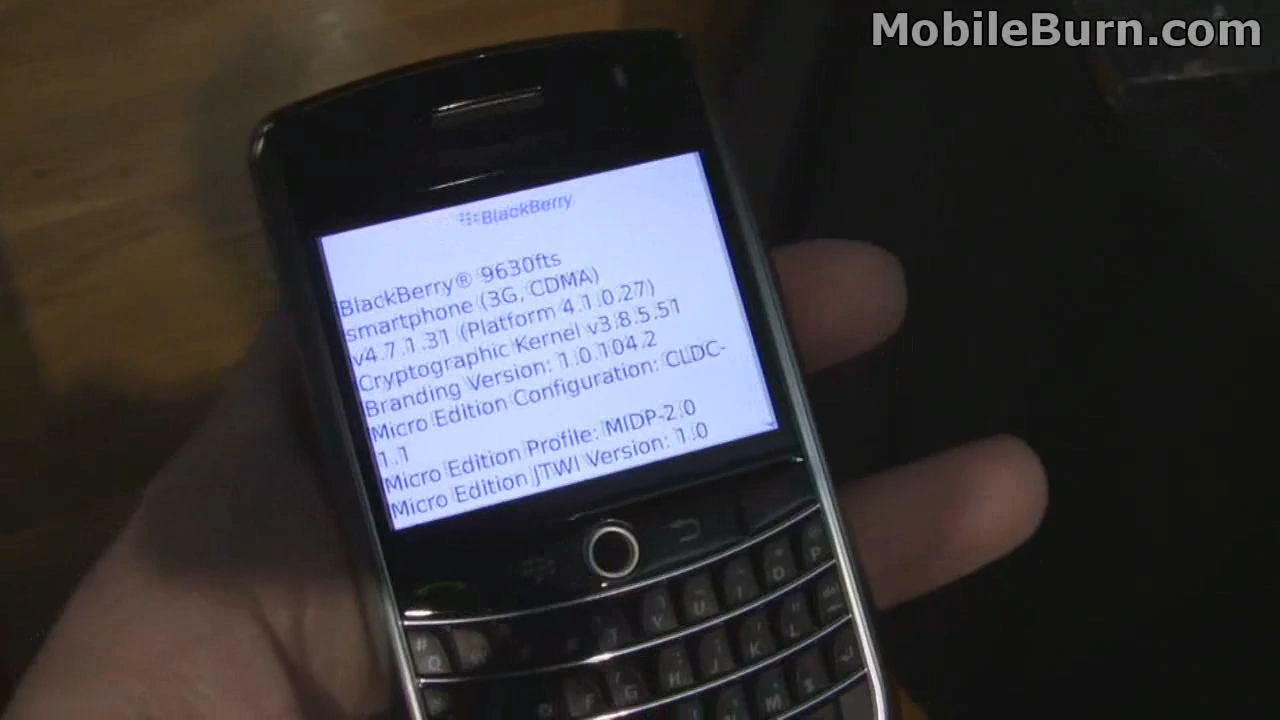 MobileBurn.com
BlackBerry
BlackBerry® 9630fts
smartphone (3G, CDMA)
v4.7.1.31 (Platform 4.1.0.27)
Cryptographic Kernel v3.8.5.51
Branding Version: 1.0.104.2
Micro Edition Configuration: CLDC-
1.1
Micro Edition Profile: MIDP-2.0
Micro Edition JTWI Version: 1.0
Y U I O P
# Q J K L
F G H M